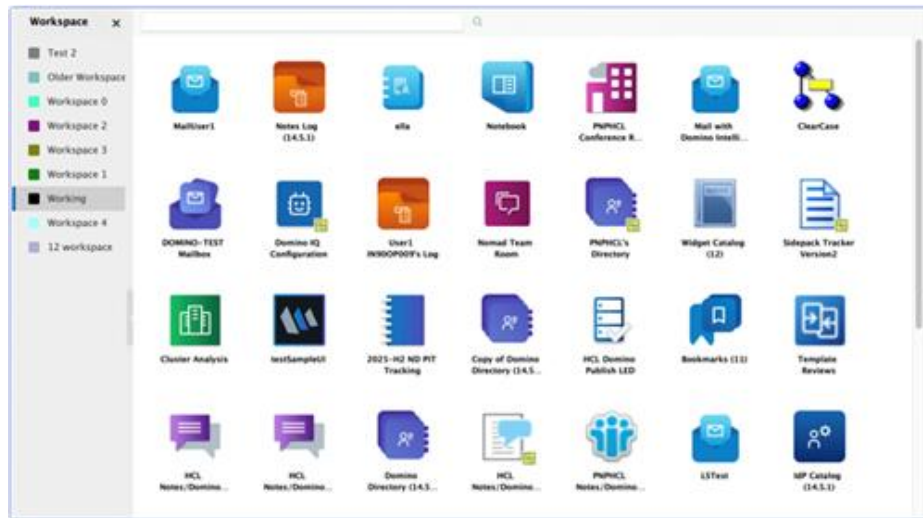 Workspace ×
Test 2
Older Workspace
Workspace 0
Workspace 2
Workspace 3
Workspace 1
Working
Workspace 4
12 workspace
MailUser1
Notes Log
(14.5.1)
ella
Notebook
PNPHCL
Conference R...
Mail with
Domino Intelli...
ClearCase
DOMINO-TEST
Mailbox
Domino IQ
Configuration
User1
IN90OP009's Log
Nomad Team
Room
PNPHCL's
Directory
Widget Catalog
(12)
Sidepack Tracker
Version2
Cluster Analysis
testSampleUI
2025-H2 ND PIT
Tracking
Copy of Domino
Directory (14.5...
HCL Domino
Publish LED
Bookmarks (11)
Template
Reviews
HCL
Notes/Domino...
HCL
Notes/Domino...
Domino
Directory (14.5...
HCL
Notes/Domino...
PNPHCL
Notes/Domino...
LSTest
IdP Catalog
(14.5.1)